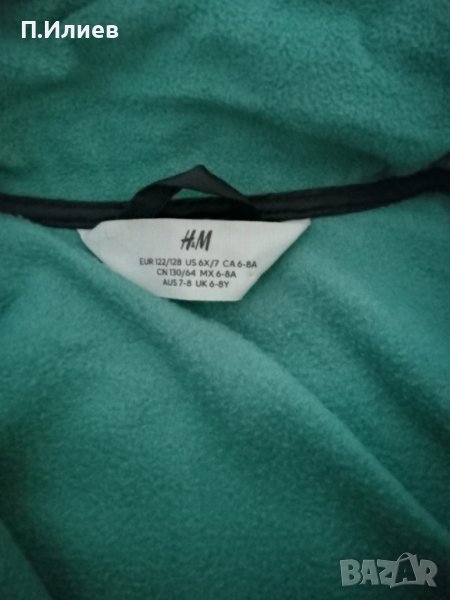 П.Илиев
H&M
EUR 122/128 US 6X/7 CA 6-8A
CN 130/64 MX 6-8A
AUS 7-8 UK 6-8Y
BAZAR